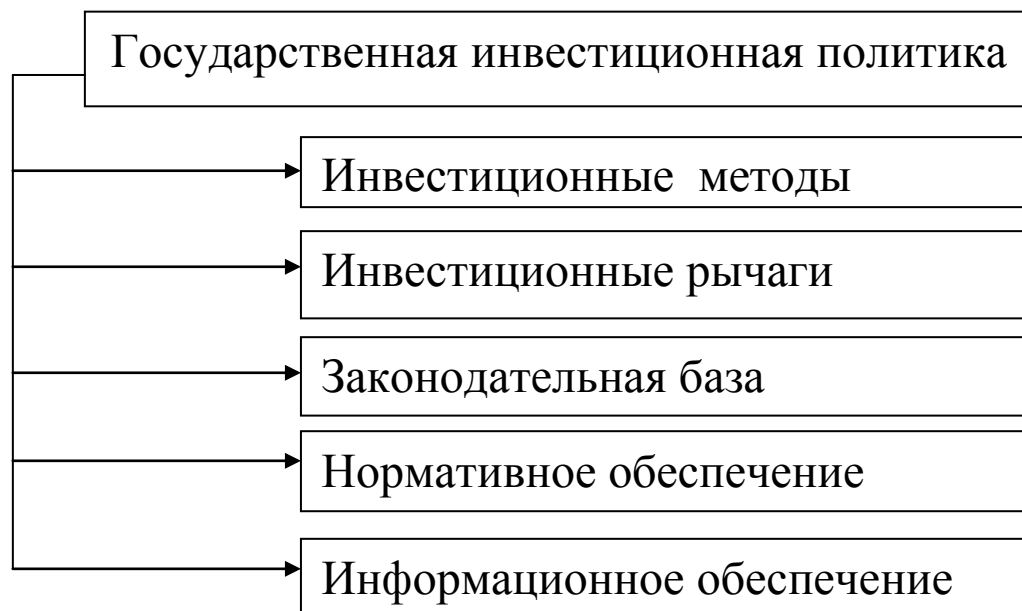 Государственная инвестиционная политика
Инвестиционные методы
Инвестиционные рычаги
Законодательная база
Нормативное обеспечение
Информационное обеспечение